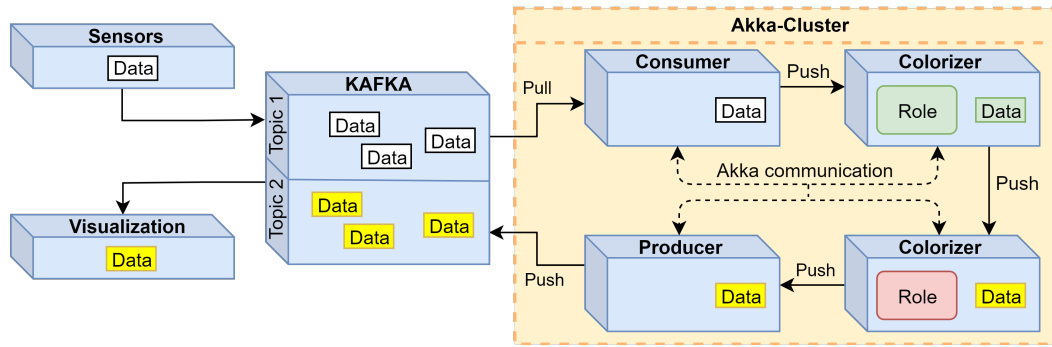 Akka-Cluster
Sensors
Data
KAFKA
Topic 1
Data
Data
Data
Topic 2
Data
Data
Data
Visualization
Data
Pull
Consumer
Data
Push
Colorizer
Role
Data
Akka communication
Push
Producer
Data
Push
Push
Colorizer
Role
Data